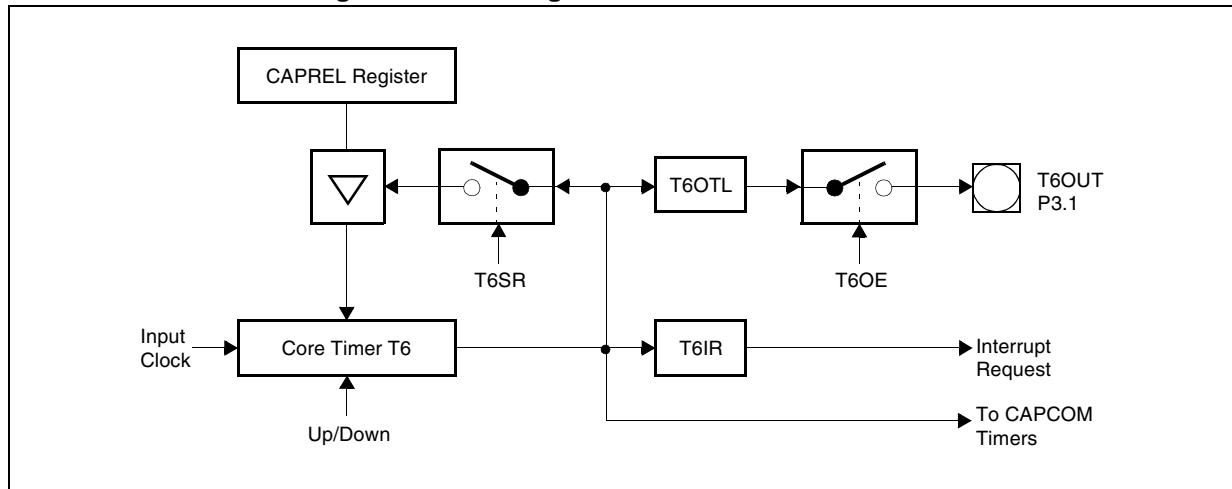 CAPREL Register
T6OTL
T6OUT
P3.1
T6SR
T6OE
Input
Clock
Core Timer T6
T6IR
Interrupt
Request
Up/Down
To CAPCOM
Timers